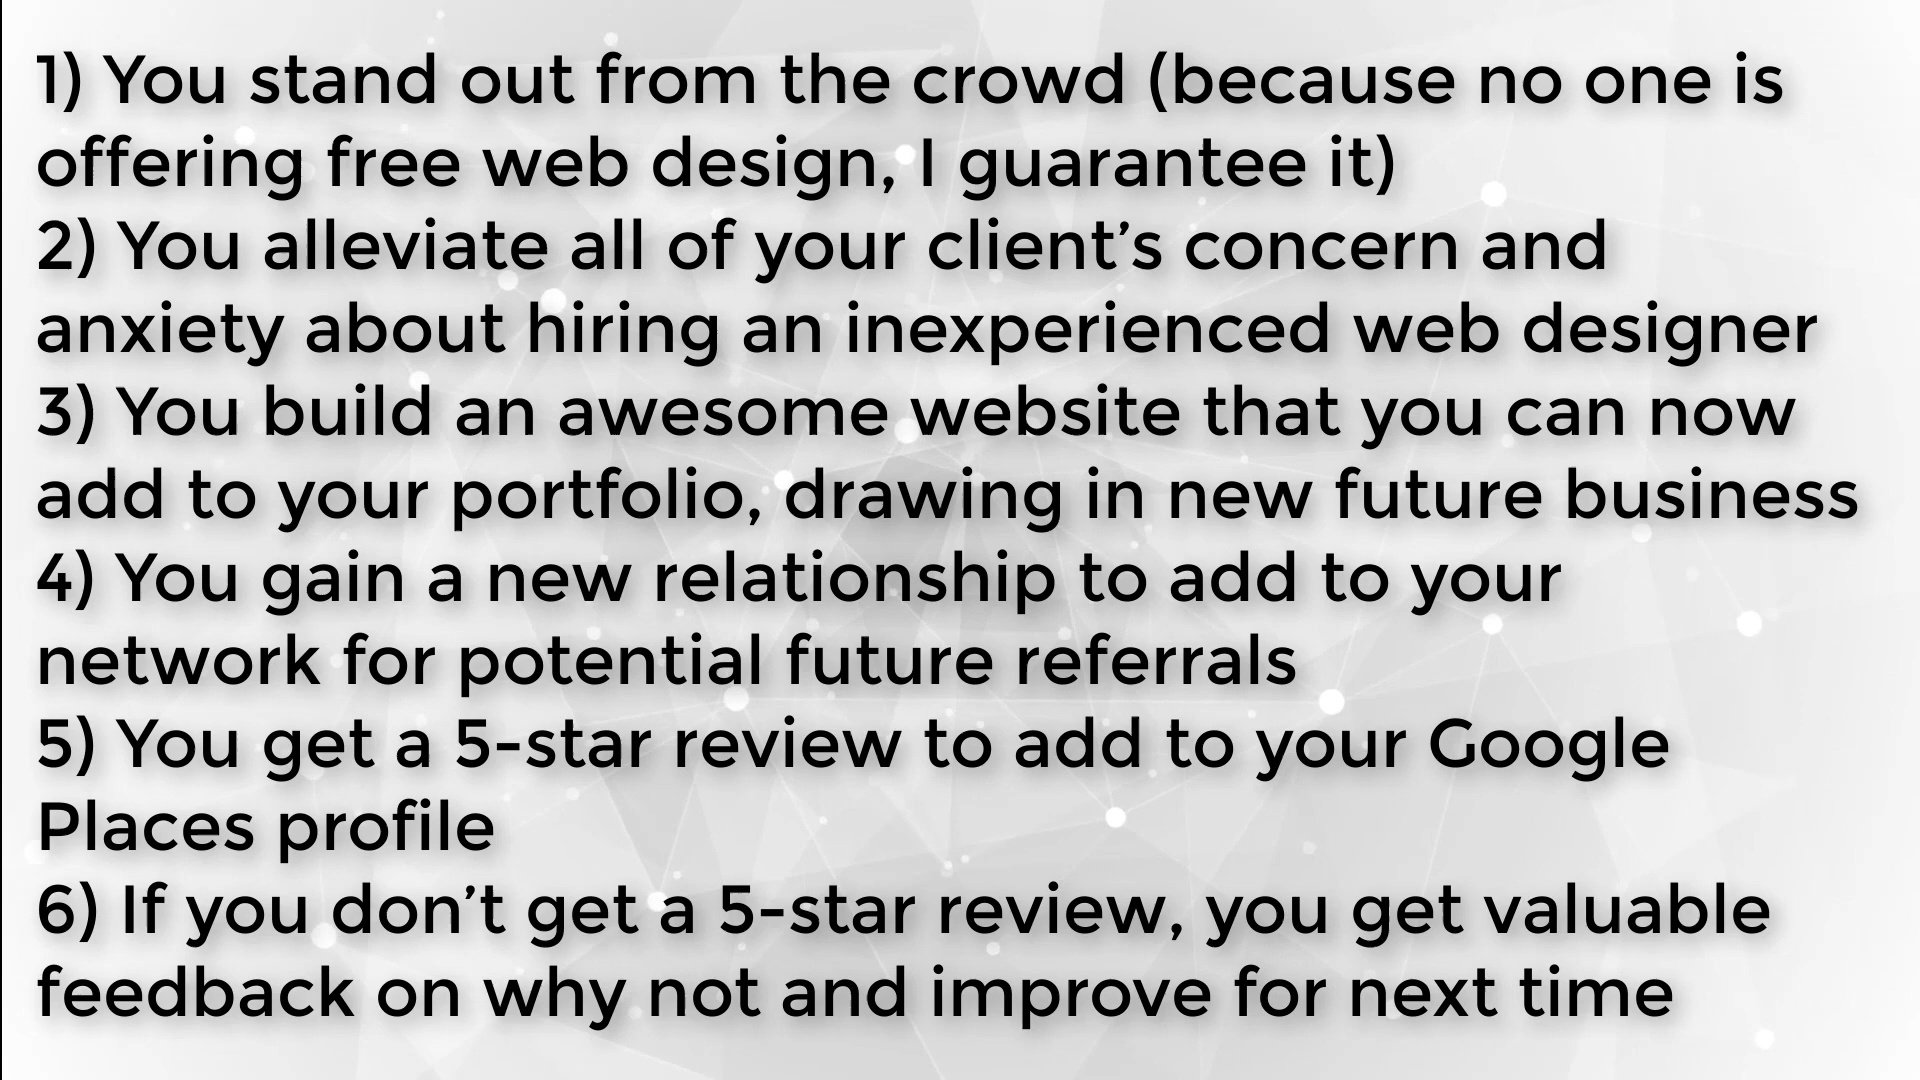 1) You stand out from the crowd (because no one is
offering free web design, I guarantee it)
2) You alleviate all of your client’s concern and
anxiety about hiring an inexperienced web designer
3) You build an awesome website that you can now
add to your portfolio, drawing in new future business
4) You gain a new relationship to add to your
network for potential future referrals
5) You get a 5-star review to add to your Google
Places profile
6) If you don’t get a 5-star review, you get valuable
feedback on why not and improve for next time